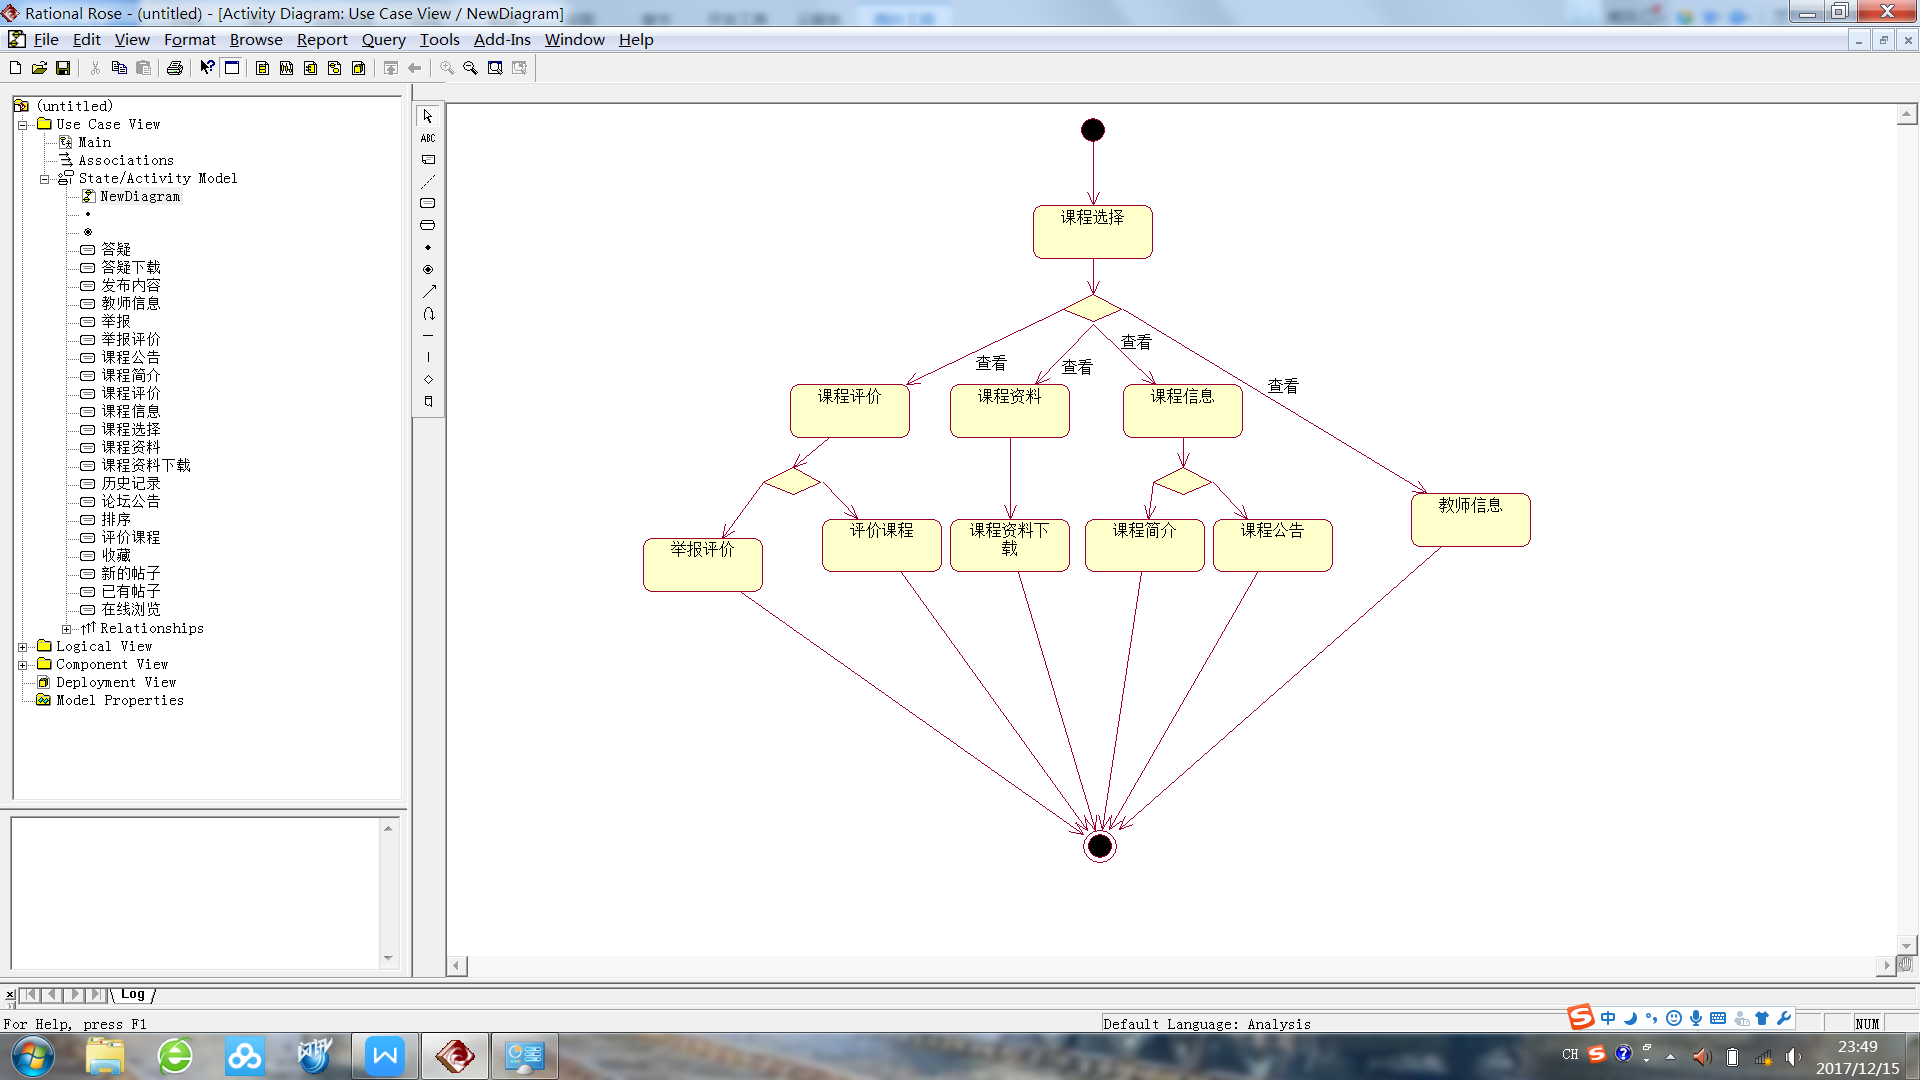 Rational Rose - (untitled) - [Activity Diagram: Use Case View / NewDiagram]
File Edit View Format Browse Report Query Tools Add-Ins Window Help
(untitled)
Use Case View
Main
Associations
State/Activity Model
NewDiagram
答疑
答疑下载
发布内容
教师信息
举报
举报评价
课程公告
课程简介
课程评价
课程信息
课程选择
课程资料
课程资料下载
历史记录
论坛公告
排序
评价课程
收藏
新的帖子
已有帖子
在线浏览
Relationships
Logical View
Component View
Deployment View
Model Properties
ABC
课程选择
查看
查看
查看
查看
课程评价
课程资料
课程信息
教师信息
举报评价
评价课程
课程资料下
载
课程简介
课程公告
Log
For Help, press F1
Default Language: Analysis
NUM
中
CH
23:49
2017/12/15